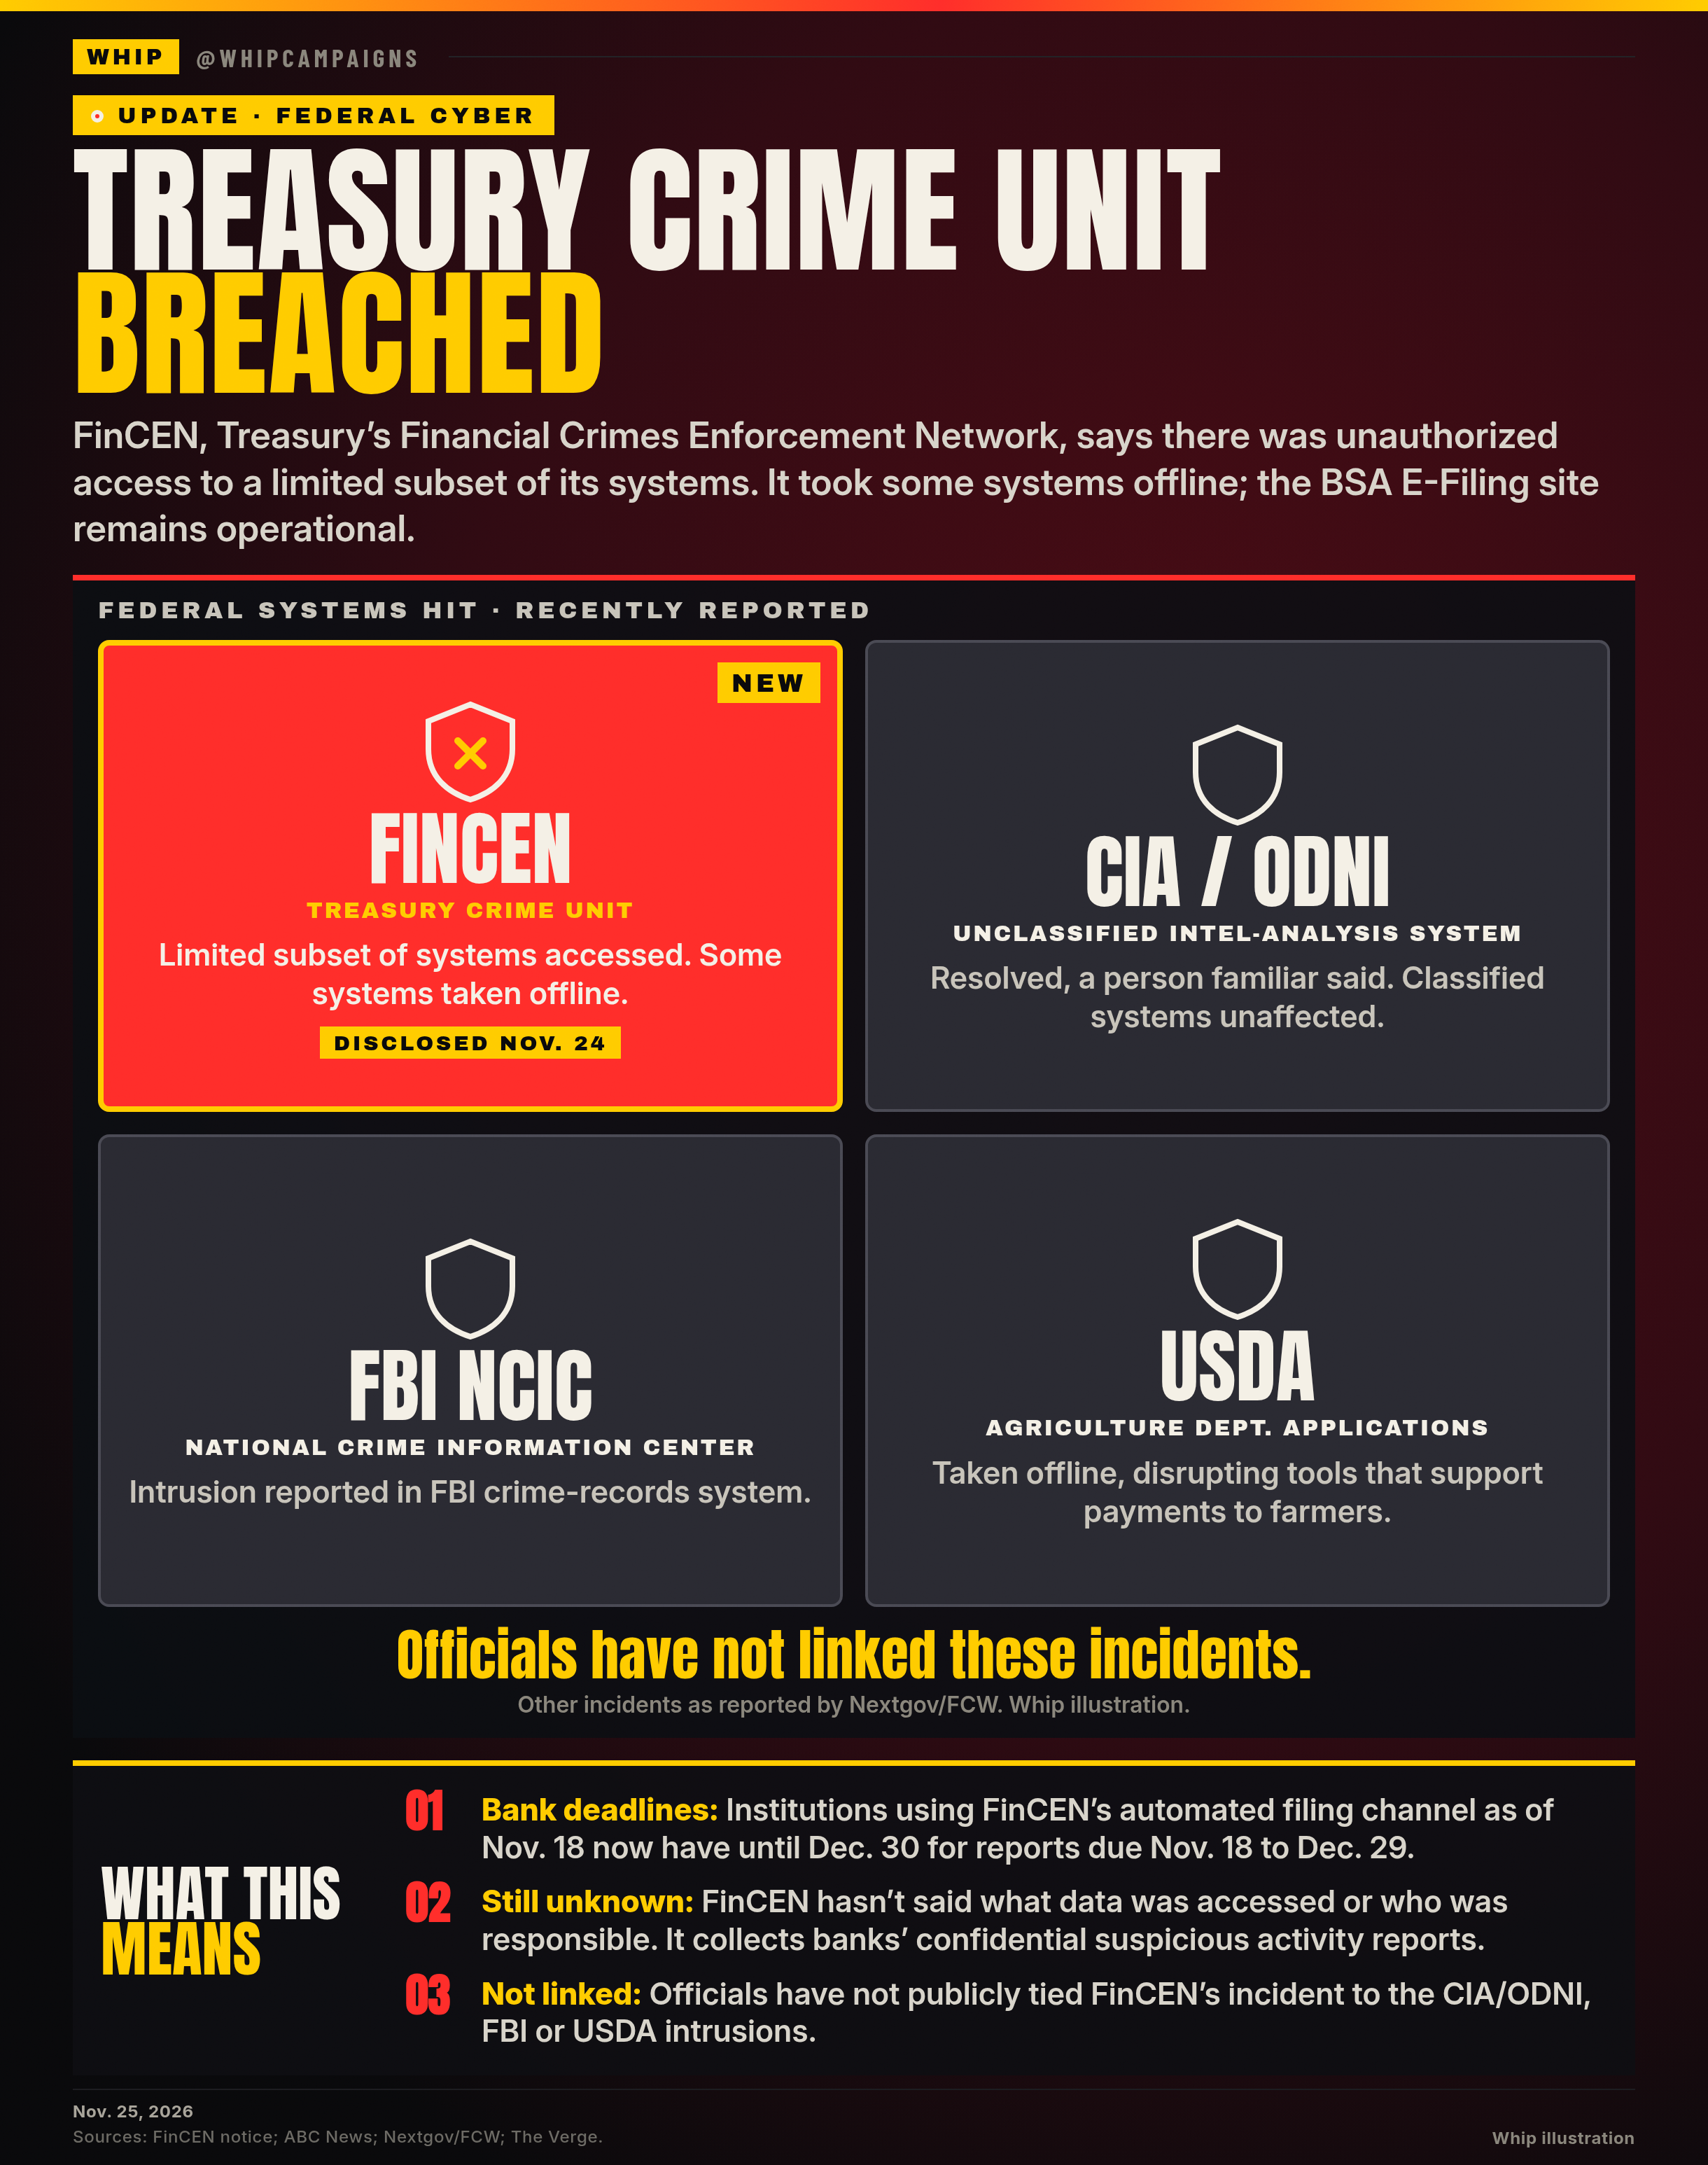 WHIP @WHIPCAMPAIGNS
UPDATE · FEDERAL CYBER
TREASURY CRIME UNIT
BREACHED
FinCEN, Treasury’s Financial Crimes Enforcement Network, says there was unauthorized
access to a limited subset of its systems. It took some systems offline; the BSA E-Filing site
remains operational.
FEDERAL SYSTEMS HIT · RECENTLY REPORTED
NEW
FINCEN
TREASURY CRIME UNIT
Limited subset of systems accessed. Some
systems taken offline.
DISCLOSED NOV. 24
CIA / ODNI
UNCLASSIFIED INTEL-ANALYSIS SYSTEM
Resolved, a person familiar said. Classified
systems unaffected.
FBI NCIC
NATIONAL CRIME INFORMATION CENTER
Intrusion reported in FBI crime-records system.
USDA
AGRICULTURE DEPT. APPLICATIONS
Taken offline, disrupting tools that support
payments to farmers.
Officials have not linked these incidents.
Other incidents as reported by Nextgov/FCW. Whip illustration.
WHAT THIS
MEANS
01 Bank deadlines: Institutions using FinCEN’s automated filing channel as of
Nov. 18 now have until Dec. 30 for reports due Nov. 18 to Dec. 29.
02 Still unknown: FinCEN hasn’t said what data was accessed or who was
responsible. It collects banks’ confidential suspicious activity reports.
03 Not linked: Officials have not publicly tied FinCEN’s incident to the CIA/ODNI,
FBI or USDA intrusions.
Nov. 25, 2026
Sources: FinCEN notice; ABC News; Nextgov/FCW; The Verge.
Whip illustration